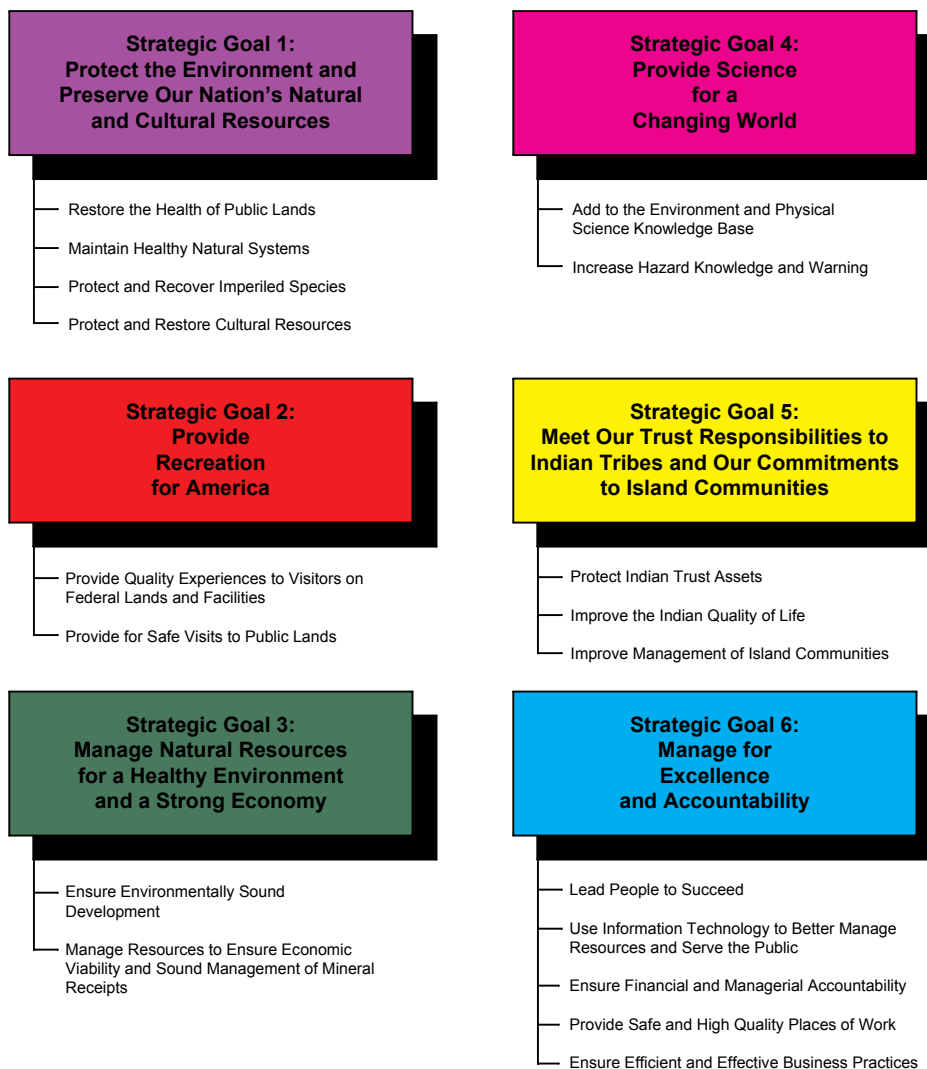 Strategic Goal 1:
Protect the Environment and
Preserve Our Nation's Natural
and Cultural Resources
Restore the Health of Public Lands
Maintain Healthy Natural Systems
Protect and Recover Imperiled Species
Protect and Restore Cultural Resources
Strategic Goal 2:
Provide
Recreation
for America
Provide Quality Experiences to Visitors on
Federal Lands and Facilities
Provide for Safe Visits to Public Lands
Strategic Goal 3:
Manage Natural Resources
for a Healthy Environment
and a Strong Economy
Ensure Environmentally Sound
Development
Manage Resources to Ensure Economic
Viability and Sound Management of Mineral
Receipts
Strategic Goal 4:
Provide Science
for a
Changing World
Add to the Environment and Physical
Science Knowledge Base
Increase Hazard Knowledge and Warning
Strategic Goal 5:
Meet Our Trust Responsibilities to
Indian Tribes and Our Commitments
to Island Communities
Protect Indian Trust Assets
Improve the Indian Quality of Life
Improve Management of Island Communities
Strategic Goal 6:
Manage for
Excellence
and Accountability
Lead People to Succeed
Use Information Technology to Better Manage
Resources and Serve the Public
Ensure Financial and Managerial Accountability
Provide Safe and High Quality Places of Work
Ensure Efficient and Effective Business Practices